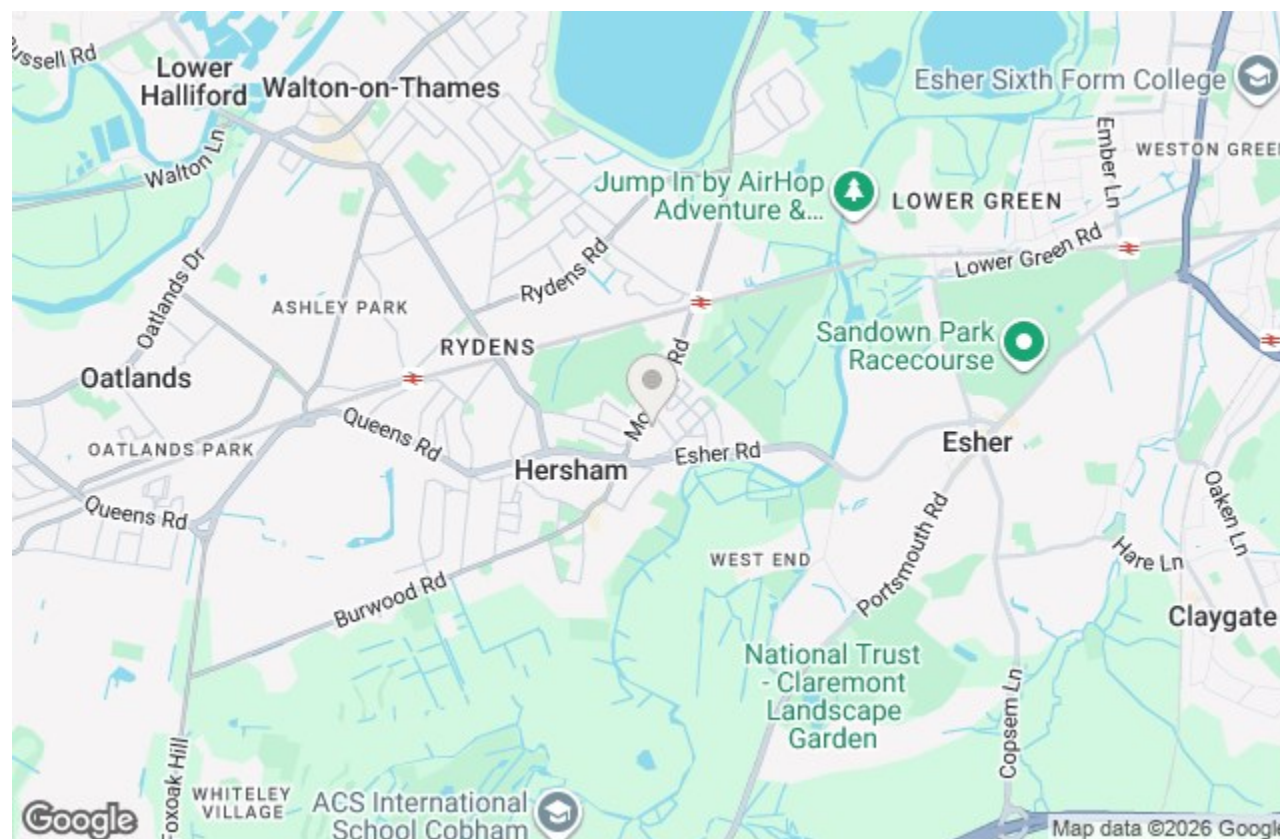 Russell Rd
Lower
Halliford
Walton-on-Thames
Esher Sixth Form College
Walton Ln
Ember Ln
WESTON GREEN
Jump In by AirHop
Adventure &...
LOWER GREEN
Lower Green Rd
Oatlands Dr
Rydens Rd
ASHLEY PARK
RYDENS
Sandown Park
Racecourse
Oatlands
Rd
Queens Rd
OATLANDS PARK
Hersham
Esher Rd
Esher
Queens Rd
Oaken Ln
Portsmouth Rd
Hare Ln
WEST END
Burwood Rd
Claygate
National Trust
- Claremont
Landscape
Garden
Copsem Ln
Foxoak Hill
WHITELEY
VILLAGE
ACS International
School Cobham
Google
Map data ©2026 Google